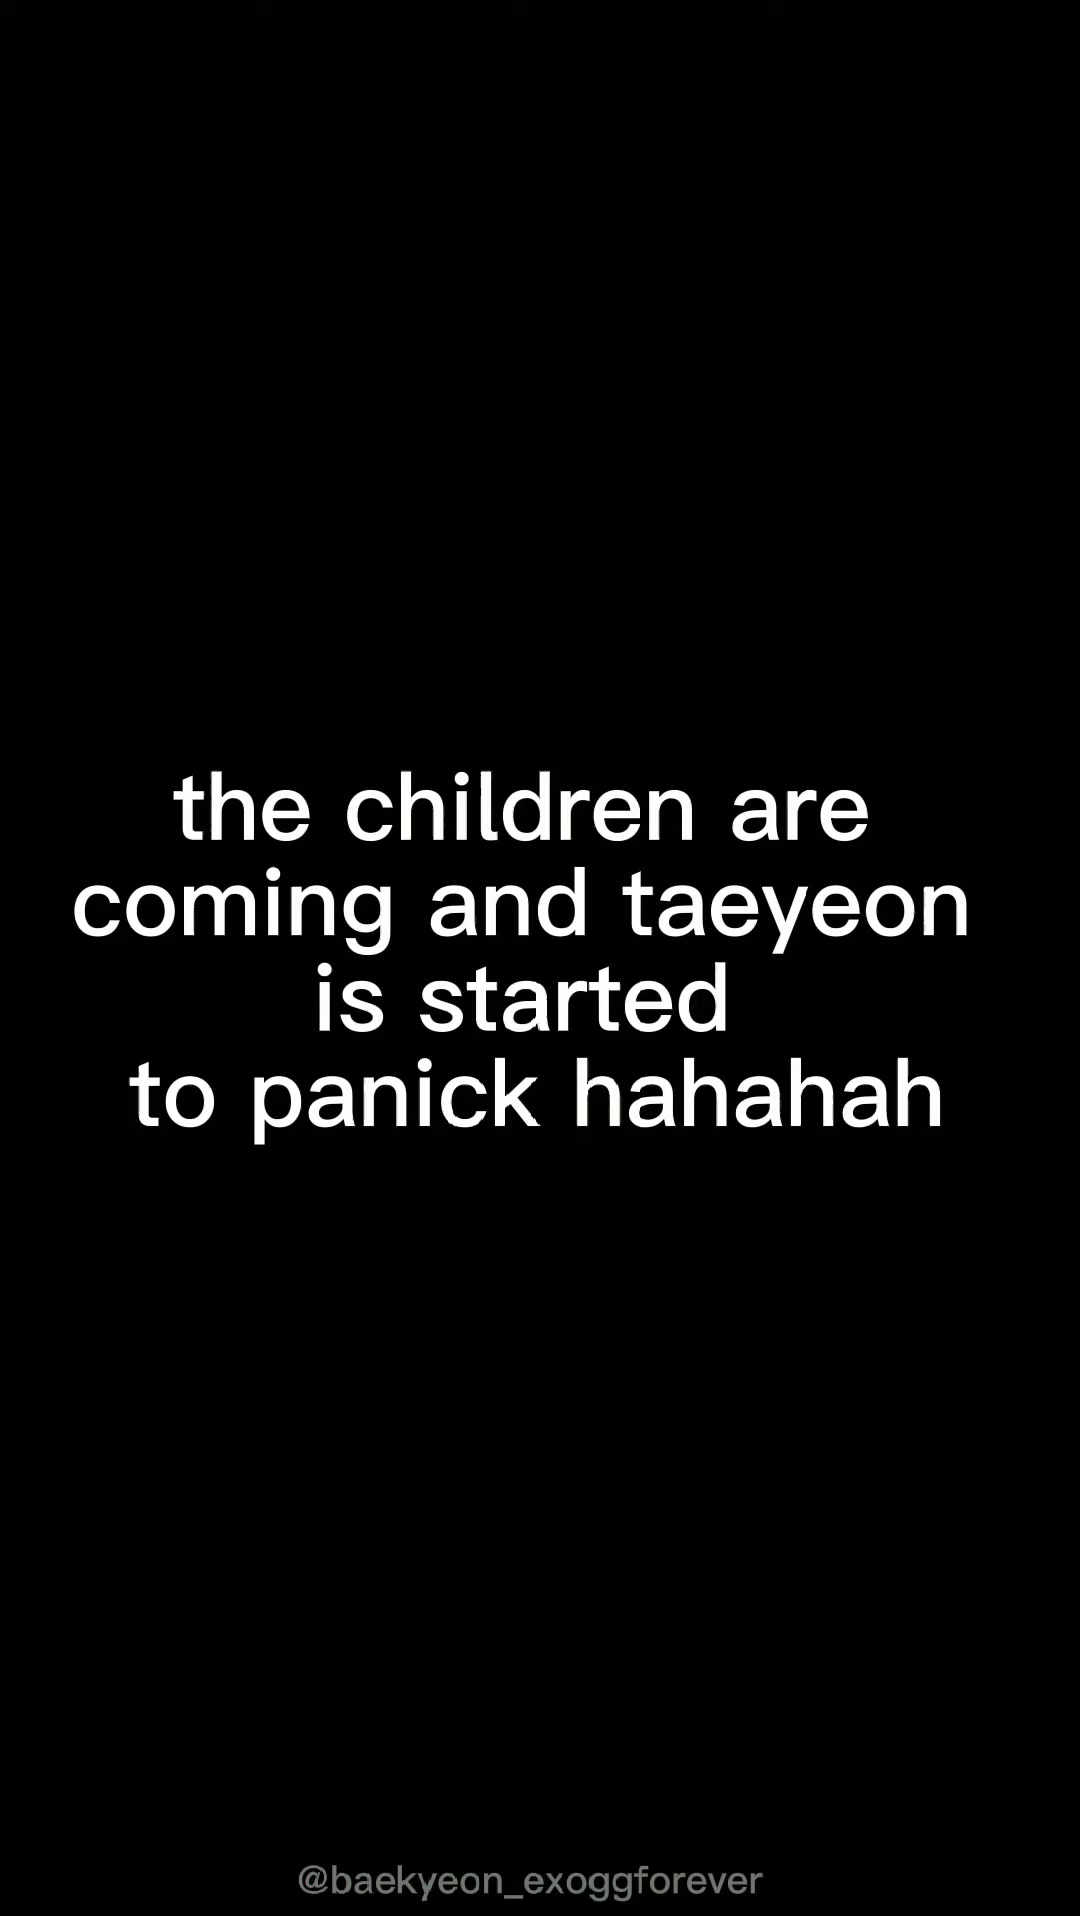 the children are
coming and taeyeon
is started
to panick hahahah
@baekyeon_exoggforever